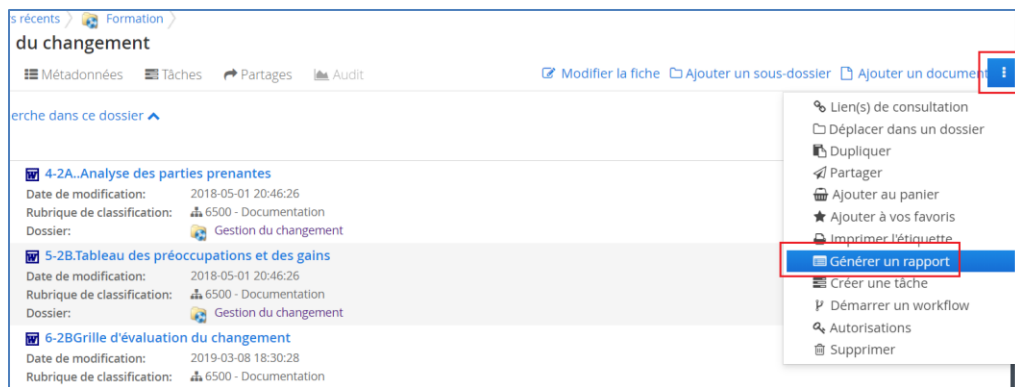 s récents Formation
du changement
Métadonnées Tâches Partages Audit Modifier la fiche Ajouter un sous-dossier Ajouter un document
erche dans ce dossier
Lien(s) de consultation
Déplacer dans un dossier
Dupliquer
Partager
Ajouter au panier
Ajouter à vos favoris
Imprimer l'étiquette
Générer un rapport
Créer une tâche
Démarrer un workflow
Autorisations
Supprimer
4-2A..Analyse des parties prenantes
Date de modification: 2018-05-01 20:46:26
Rubrique de classification: 6500 - Documentation
Dossier: Gestion du changement
5-2B.Tableau des préoccupations et des gains
Date de modification: 2018-05-01 20:46:26
Rubrique de classification: 6500 - Documentation
Dossier: Gestion du changement
6-2BGrille d'évaluation du changement
Date de modification: 2019-03-08 18:30:28
Rubrique de classification: 6500 - Documentation